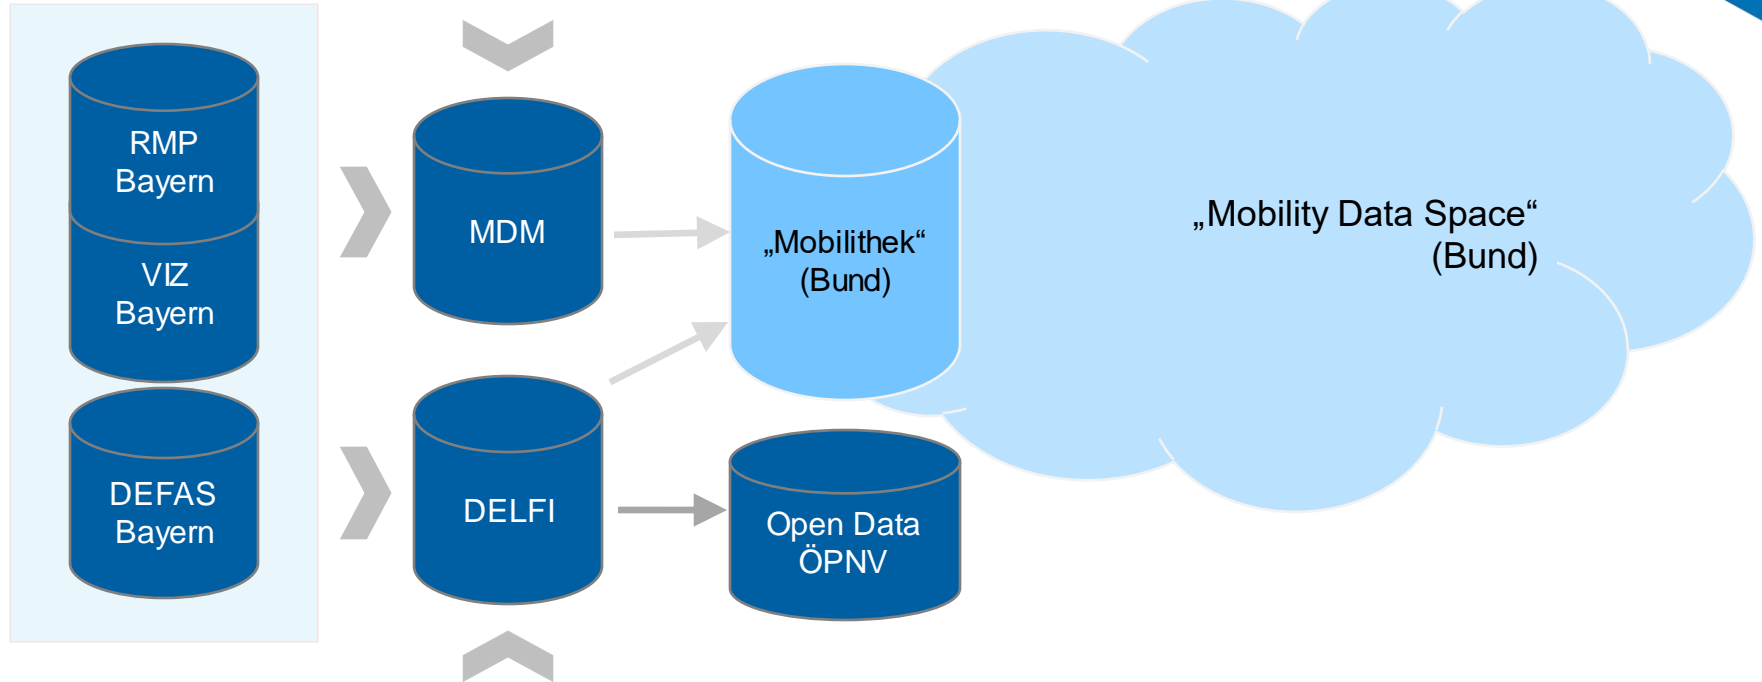 RMP
Bayern
VIZ
Bayern
DEFAS
Bayern
MDM
DELFI
„Mobilithek“
(Bund)
Open Data
ÖPNV
„Mobility Data Space“
(Bund)